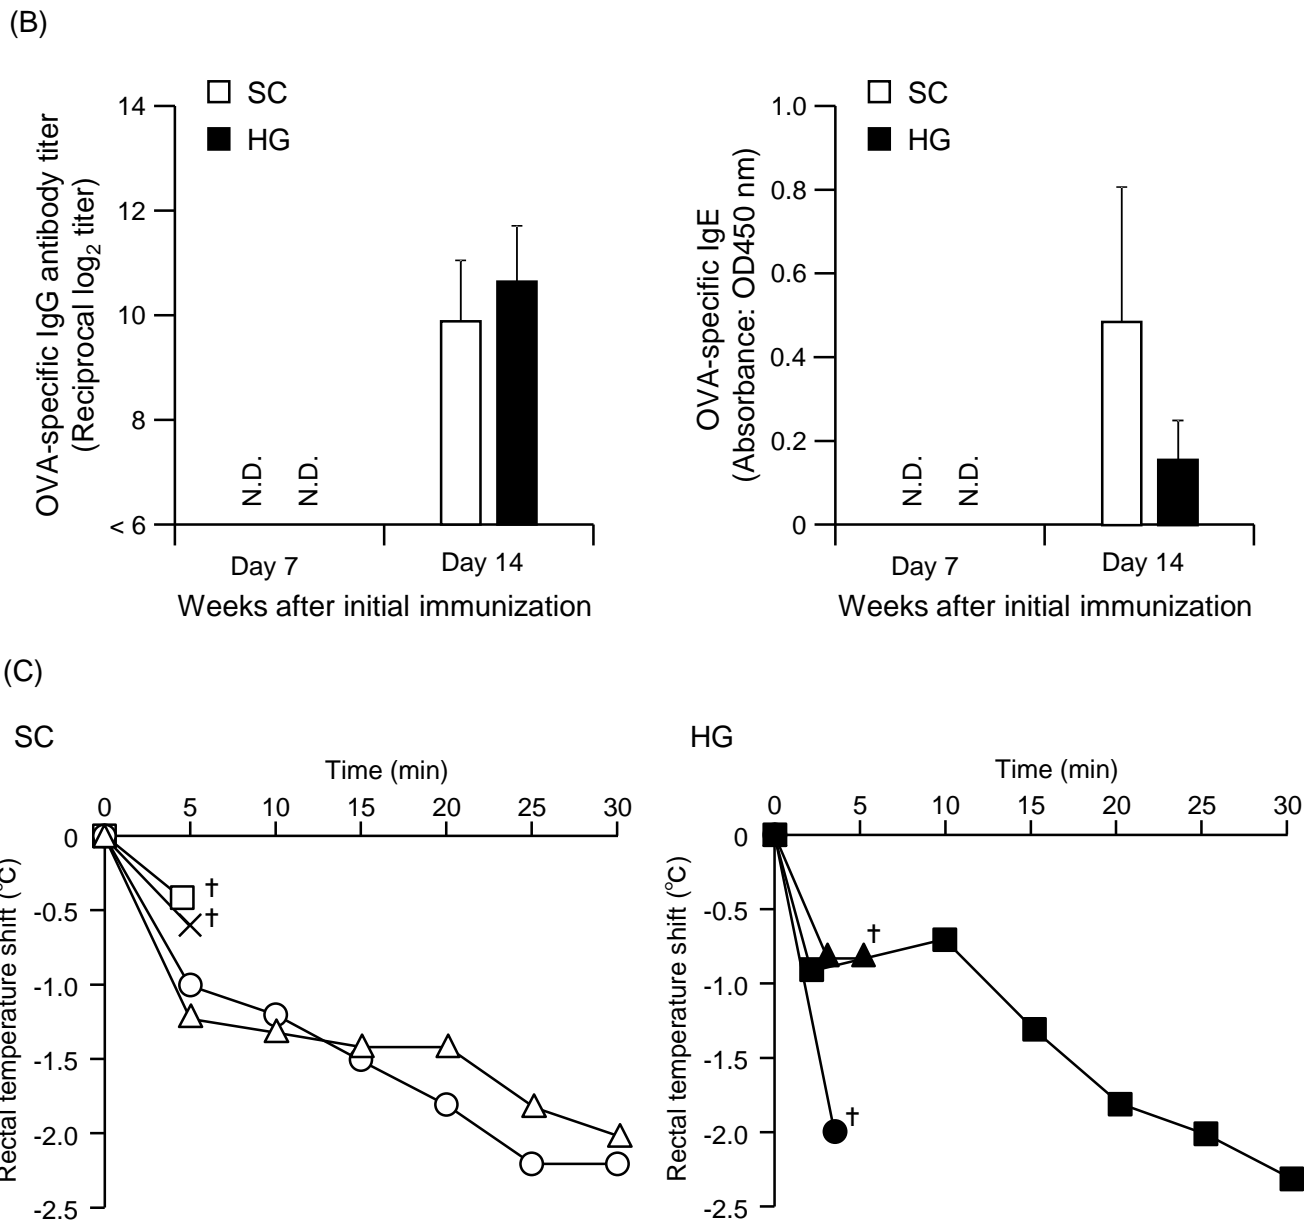 (B)
SC
HG
OVA-specific IgG antibody titer
(Reciprocal log2 titer)
14
12
10
8
< 6
N.D.
N.D.
Day 7
Day 14
Weeks after initial immunization
SC
HG
OVA-specific IgE
(Absorbance: OD450 nm)
1.0
0.8
0.6
0.4
0.2
0
N.D.
N.D.
Day 7
Day 14
Weeks after initial immunization
(C)
SC
Time (min)
0 5 10 15 20 25 30
Rectal temperature shift (°C)
0
-0.5
-1.0
-1.5
-2.0
-2.5
†
†
HG
Time (min)
0 5 10 15 20 25 30
Rectal temperature shift (°C)
0
-0.5
-1.0
-1.5
-2.0
-2.5
†
†